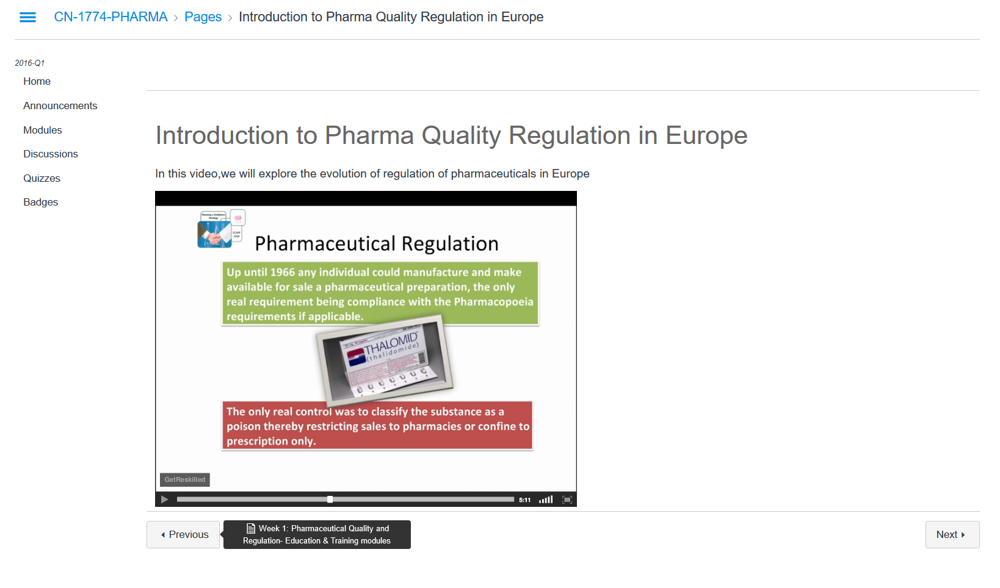 CN-1774-PHARMA > Pages > Introduction to Pharma Quality Regulation in Europe
2016-Q1
Home
Announcements
Modules
Discussions
Quizzes
Badges
Introduction to Pharma Quality Regulation in Europe
In this video,we will explore the evolution of regulation of pharmaceuticals in Europe
Planning a Validation
Strategy
Pharmaceutical Regulation
Up until 1966 any individual could manufacture and make
available for sale a pharmaceutical preparation, the only
real requirement being compliance with the Pharmacopoeia
requirements if applicable.
THALOMID
(thalidomide)
The only real control was to classify the substance as a
poison thereby restricting sales to pharmacies or confine to
prescription only.
GetReskilled
5:11
Previous
Week 1: Pharmaceutical Quality and
Regulation- Education & Training modules
Next